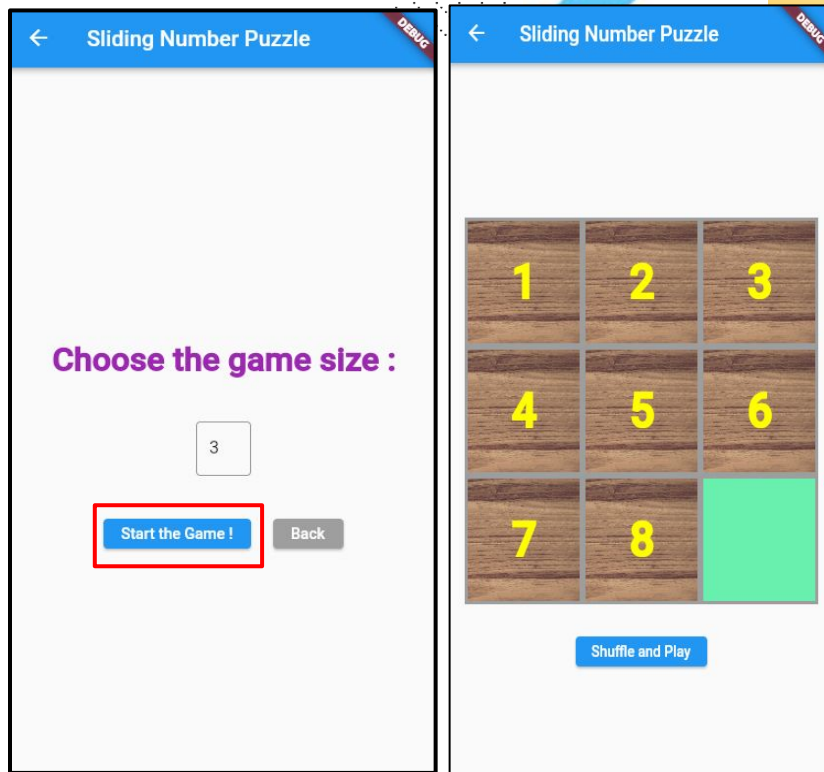 Sliding Number Puzzle
DEBUG
Choose the game size :
3
Start the Game !
Back
Sliding Number Puzzle
DEBUG
1 2 3
4 5 6
7 8
Shuffle and Play